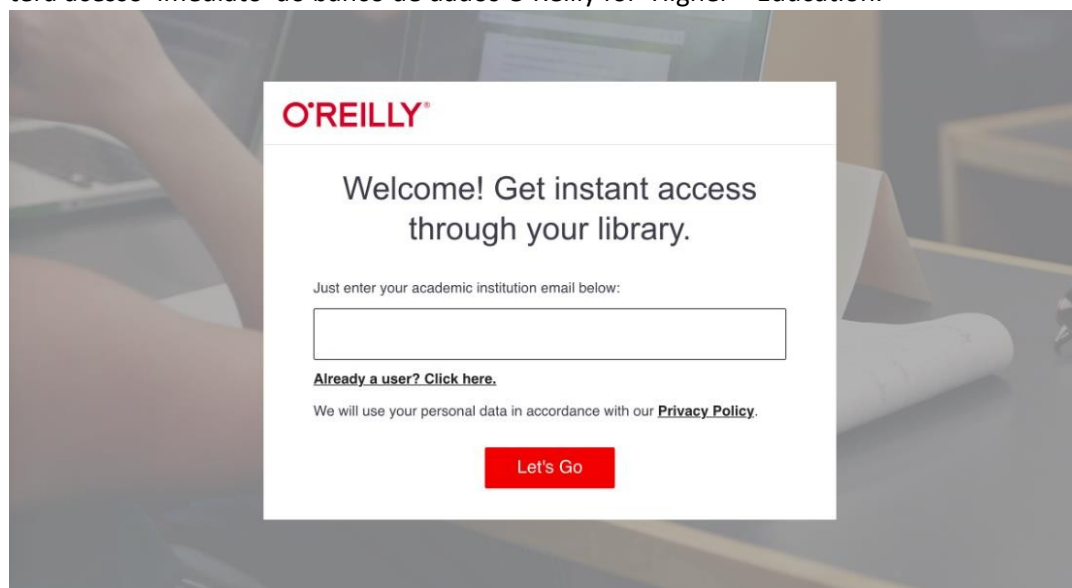 terá acesso imediato ao banco de dados O'Reilly for Higher Education.
O'REILLY®
Welcome! Get instant access
through your library.
Just enter your academic institution email below:
Already a user? Click here.
We will use your personal data in accordance with our Privacy Policy.
Let's Go